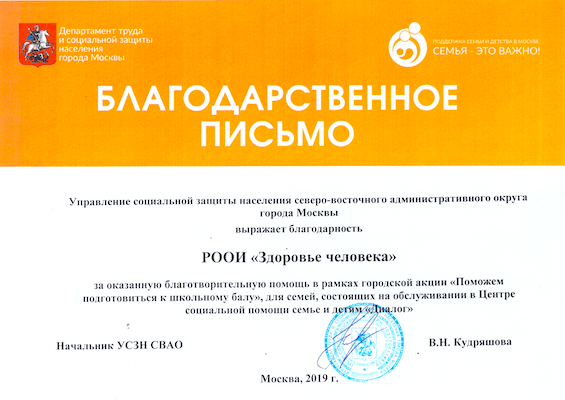 Департамент труда
и социальной защиты
населения
города Москвы
ПОДДЕРЖКА СЕМЬИ И ДЕТСТВА В МОСКВЕ
СЕМЬЯ - ЭТО ВАЖНО!
БЛАГОДАРСТВЕННОЕ
ПИСЬМО
Управление социальной защиты населения северо-восточного административного округа
города Москвы
выражает благодарность
РООИ «Здоровье человека»
за оказанную благотворительную помощь в рамках городской акции «Поможем
подготовиться к школьному балу», для семей, состоящих на обслуживании в Центре
социальной помощи семье и детям «Диалог»
Начальник УСЗН СВАО
В.Н. Кудряшова
Москва, 2019 г.